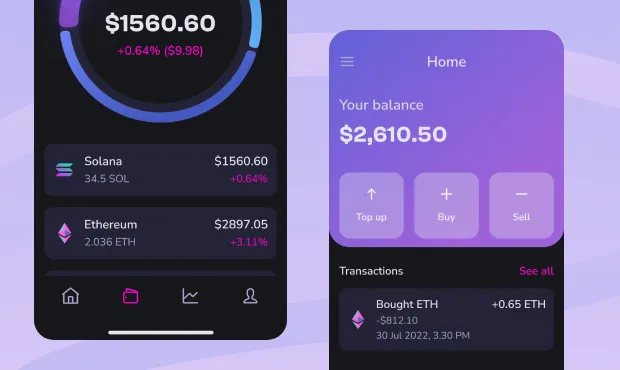 $1560.60
+0.64% ($9.98)
Solana
$1560.60
34.5 SOL
+0.64%
Ethereum
$2897.05
2.036 ETH
+3.11%
Home
Your balance
$2,610.50
Top up
Buy
Sell
Transactions
See all
Bought ETH
+0.65 ETH
-$812.10
30 Jul 2022, 3.30 PM